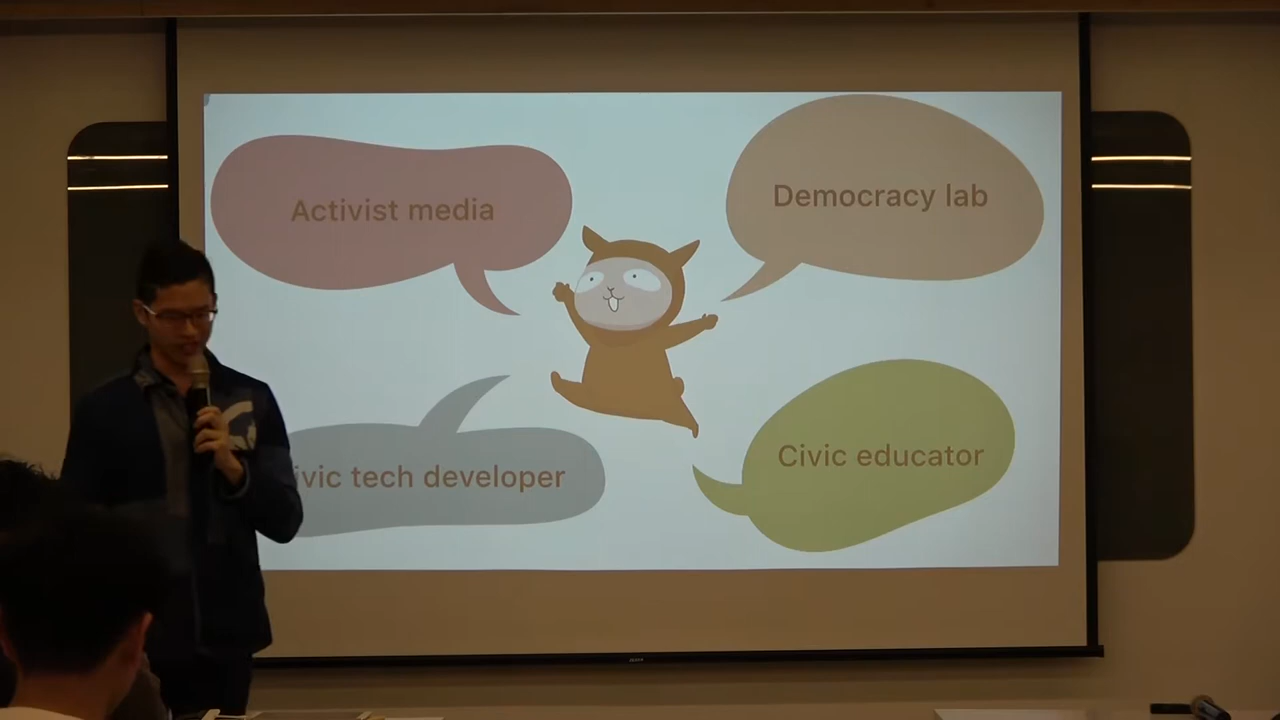 Activist media
Democracy lab
ivic tech developer
Civic educator